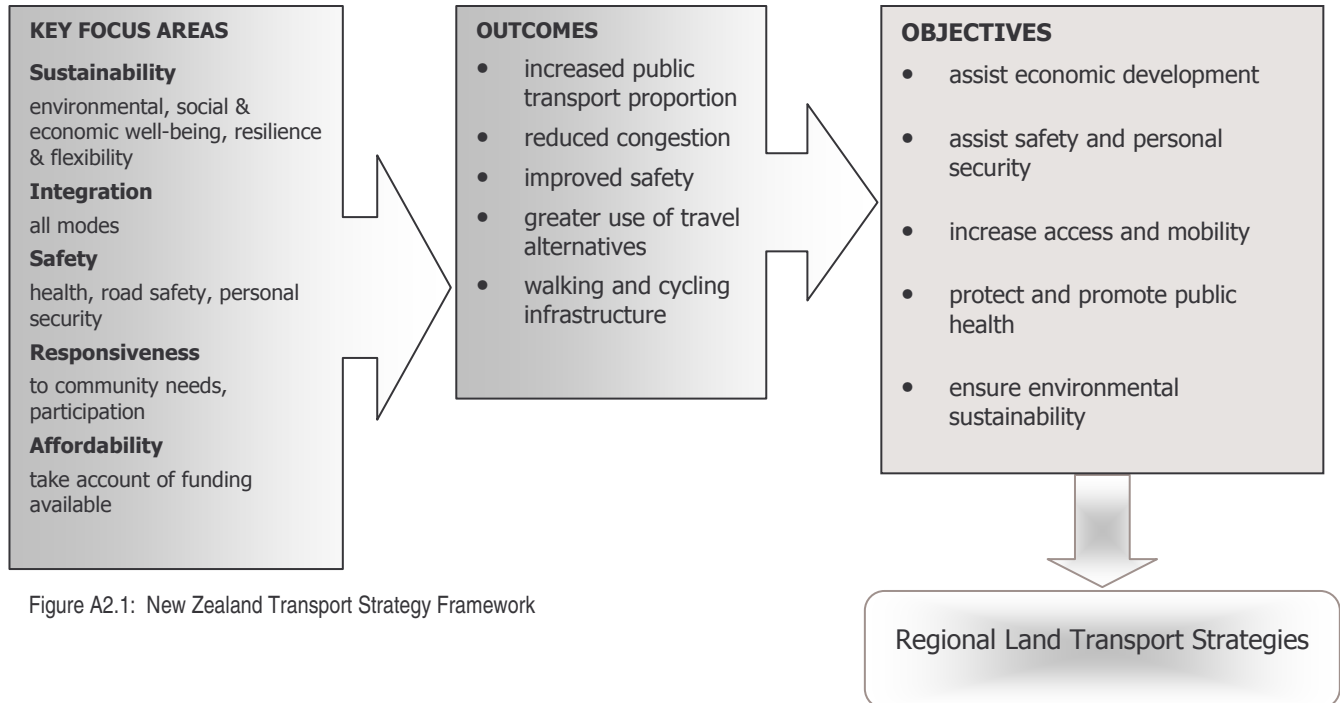 KEY FOCUS AREAS
Sustainability
environmental, social &
economic well-being, resilience
& flexibility
Integration
all modes
Safety
health, road safety, personal
security
Responsiveness
to community needs,
participation
Affordability
take account of funding
available
OUTCOMES
• increased public
transport proportion
• reduced congestion
• improved safety
• greater use of travel
alternatives
• walking and cycling
infrastructure
OBJECTIVES
• assist economic development
• assist safety and personal
security
• increase access and mobility
• protect and promote public
health
• ensure environmental
sustainability
Regional Land Transport Strategies
Figure A2.1: New Zealand Transport Strategy Framework